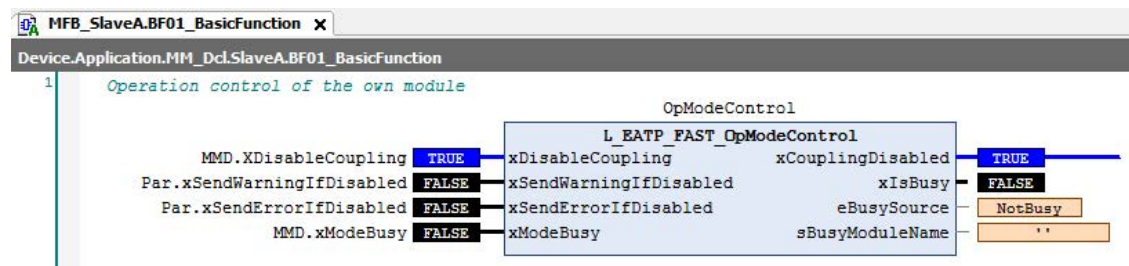 MFB_SlaveA.BF01_BasicFunction X
Device.Application.MM_Dcl.SlaveA.BF01_BasicFunction
1 Operation control of the own module
OpModeControl
L_EATP_FAST_OpModeControl
MMD.XDisableCoupling TRUE xDisableCoupling xCouplingDisabled TRUE
Par.xSendWarningIfDisabled FALSE xSendWarningIfDisabled xIsBusy FALSE
Par.xSendErrorIfDisabled FALSE xSendErrorIfDisabled eBusySource NotBusy
MMD.xModeBusy FALSE xModeBusy sBusyModuleName ''